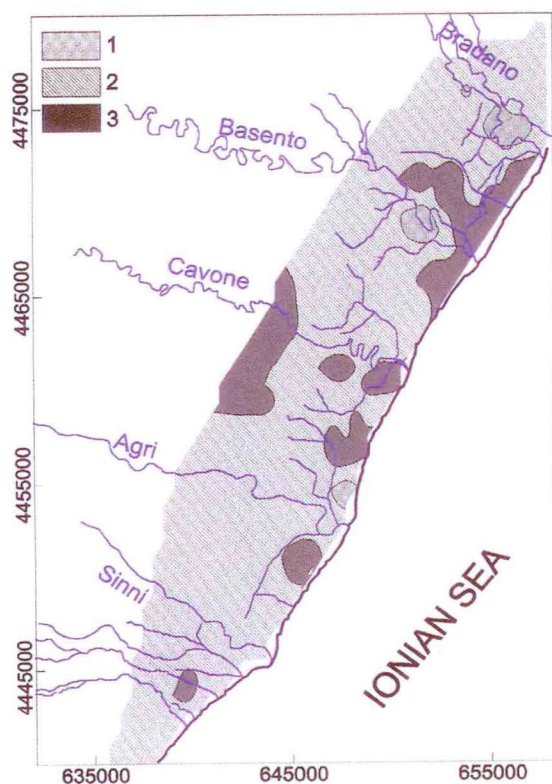 1
2
3
Bradano
Basento
Cavone
Agri
Sinni
IONIAN SEA
4475000
4465000
4455000
4445000
635000 645000 655000